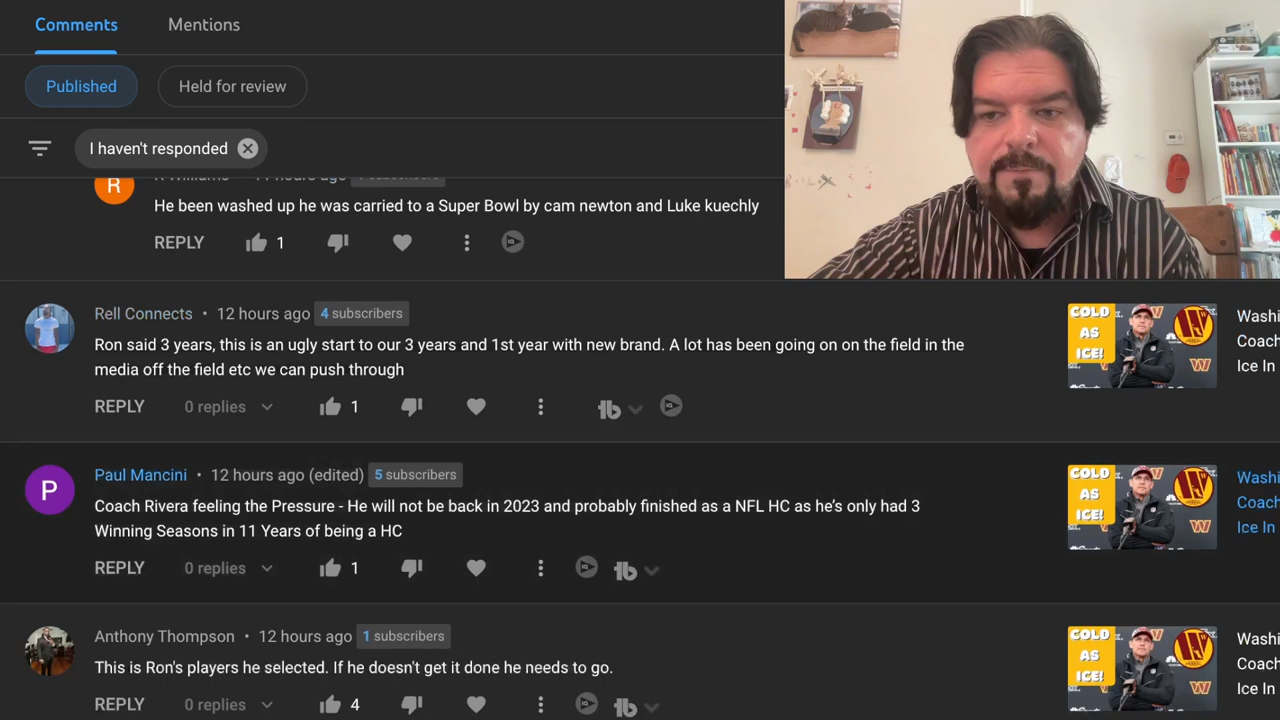 Comments Mentions
Published Held for review
I haven't responded
R
He been washed up he was carried to a Super Bowl by cam newton and Luke kuechly
REPLY 1
Rell Connects • 12 hours ago 4 subscribers
Ron said 3 years, this is an ugly start to our 3 years and 1st year with new brand. A lot has been going on on the field in the
media off the field etc we can push through
REPLY 0 replies 1
COLD
AS
ICE!
Washi
Coach
Ice In
P
Paul Mancini • 12 hours ago (edited) 5 subscribers
Coach Rivera feeling the Pressure - He will not be back in 2023 and probably finished as a NFL HC as he's only had 3
Winning Seasons in 11 Years of being a HC
REPLY 0 replies 1
COLD
AS
ICE!
Washi
Coach
Ice In
Anthony Thompson • 12 hours ago 1 subscribers
This is Ron's players he selected. If he doesn't get it done he needs to go.
REPLY 0 replies 4
COLD
AS
ICE!
Washi
Coach
Ice In